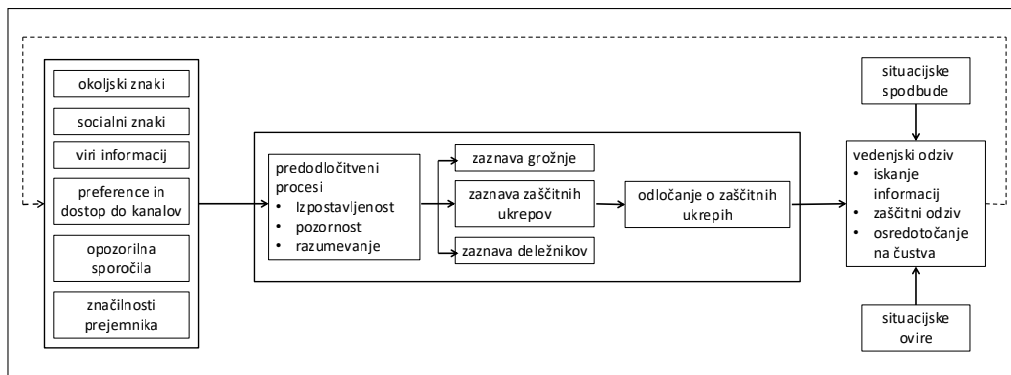 okoljski znaki
socialni znaki
viri informacij
preference in
dostop do kanalov
opozorilna
sporočila
značilnosti
prejemnika
predodločitveni
procesi
• Izpostavljenost
• pozornost
• razumevanje
zaznava grožnje
zaznava zaščitnih
ukrepov
zaznava deležnikov
odločanje o zaščitnih
ukrepih
situacijske
spodbude
vedenjski odziv
• iskanje
informacij
• zaščitni odziv
• osredotočanje
na čustva
situacijske
ovire